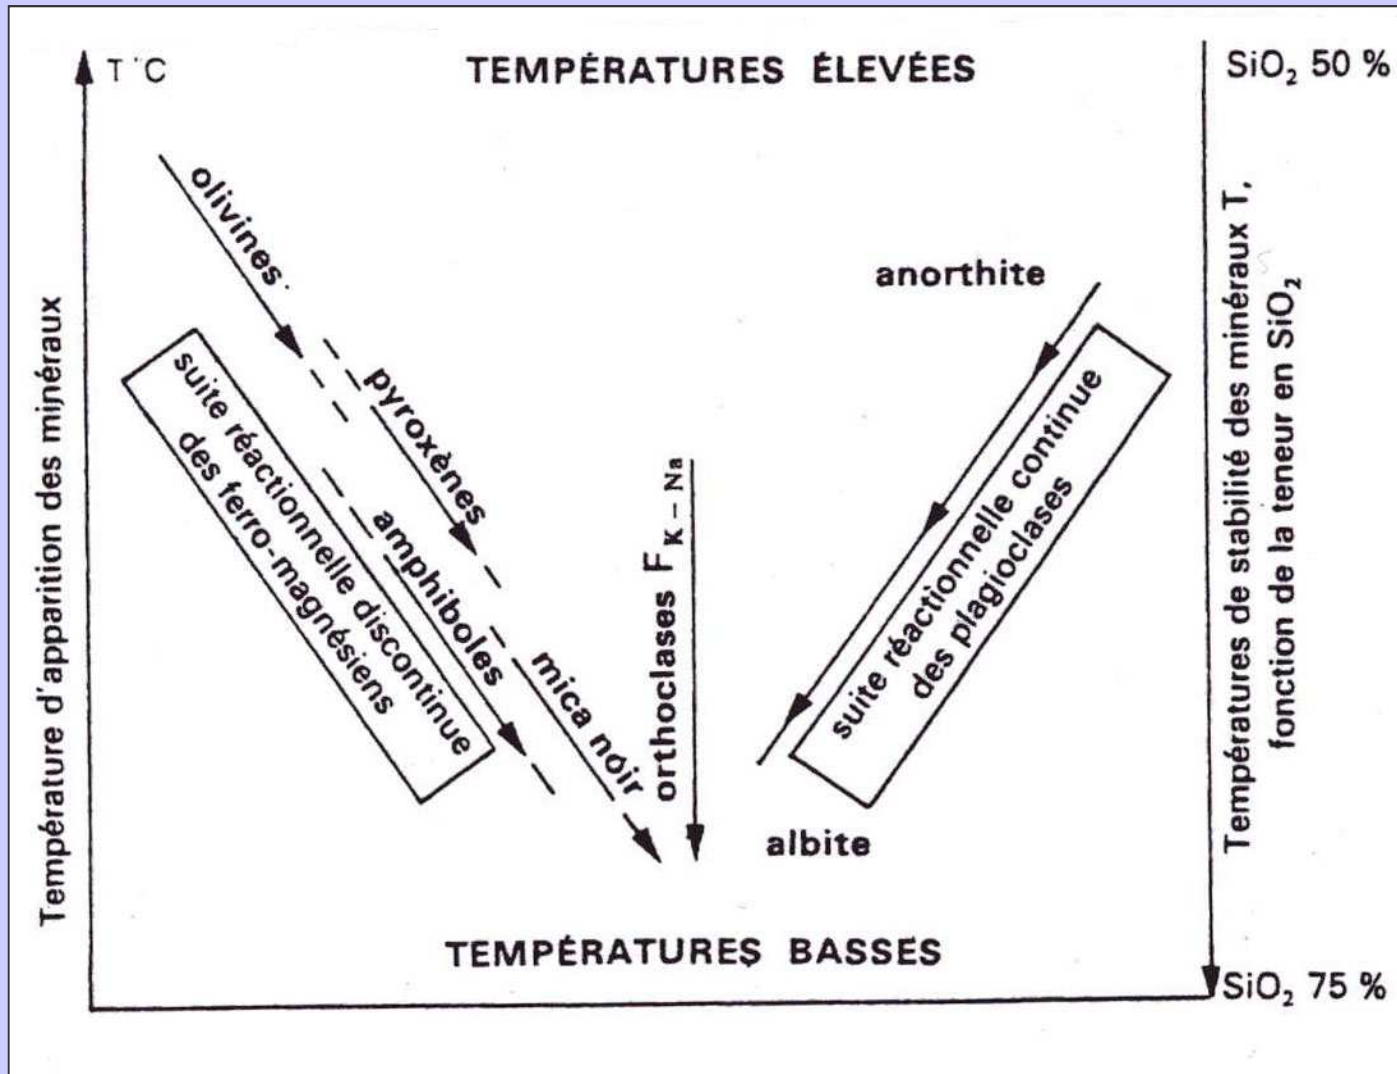 T°C
TEMPÉRATURES ÉLEVÉES
SiO₂ 50 %
Température d'apparition des minéraux
olivines
pyroxènes
amphiboles
mica noir
suite réactionnelle discontinue
des ferro-magnésiens
orthoclases F K – Na
anorthite
suite réactionnelle continue
des plagioclases
albite
Températures de stabilité des minéraux T,
fonction de la teneur en SiO₂
TEMPÉRATURES BASSES
SiO₂ 75 %